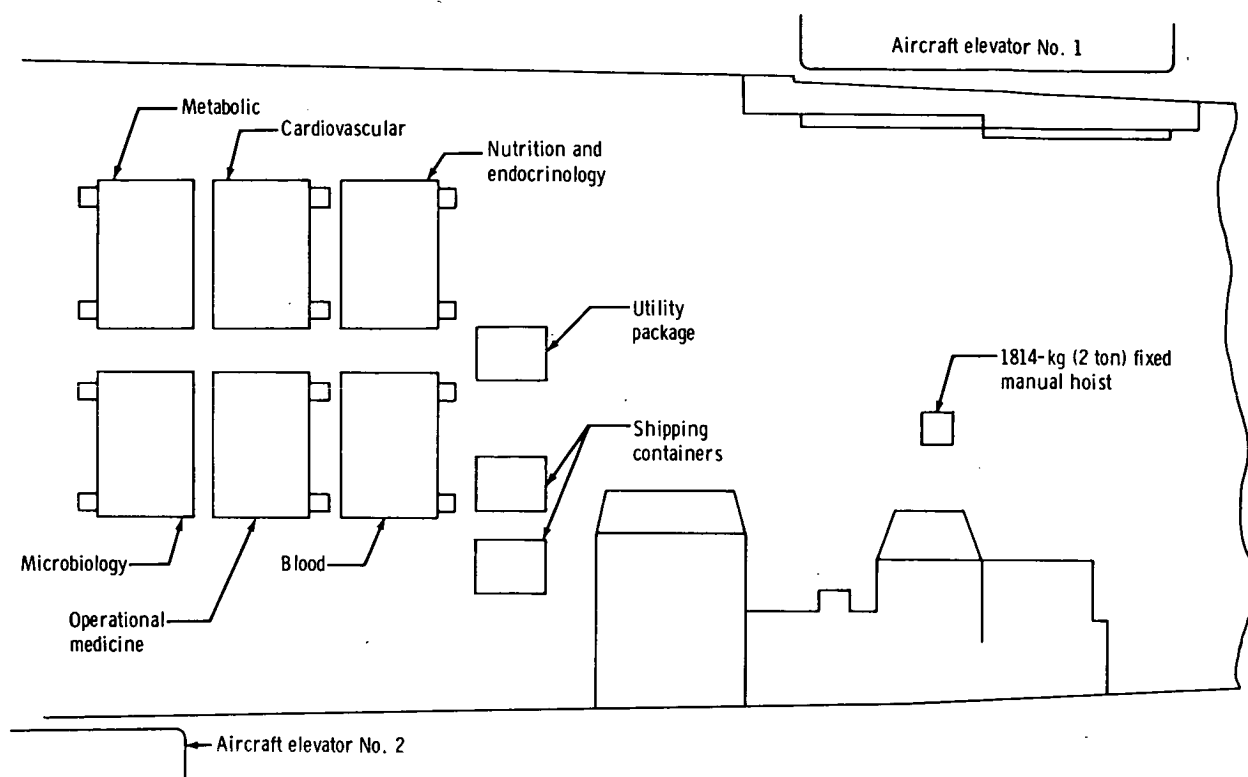 Aircraft elevator No. 1
Metabolic
Cardiovascular
Nutrition and
endocrinology
Utility
package
1814-kg (2 ton) fixed
manual hoist
Shipping
containers
Microbiology
Blood
Operational
medicine
Aircraft elevator No. 2